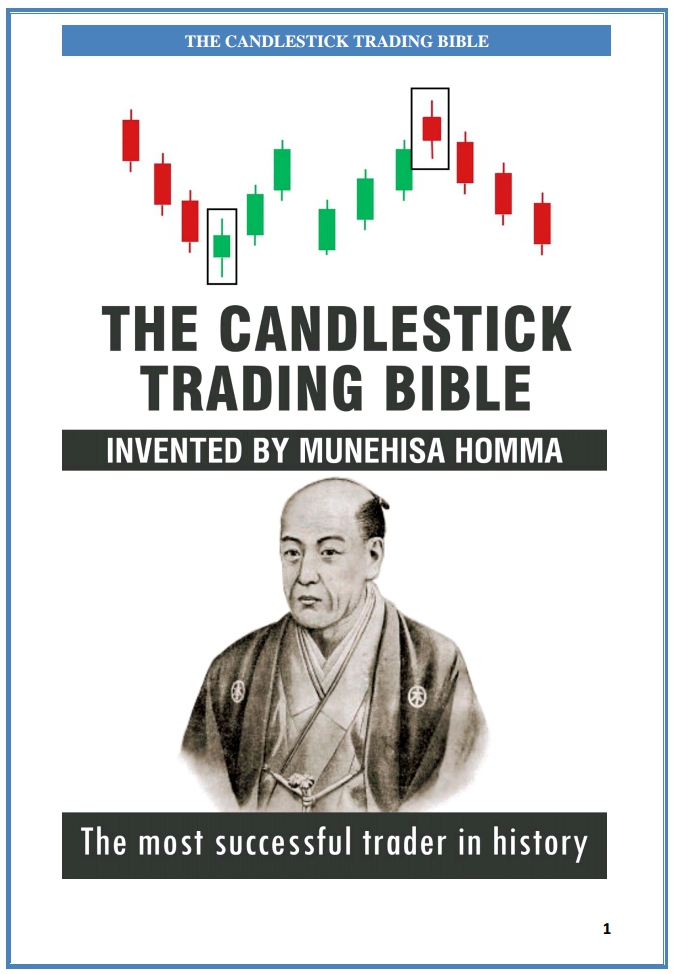 THE CANDLESTICK TRADING BIBLE
THE CANDLESTICK
TRADING BIBLE
INVENTED BY MUNEHISA HOMMA
The most successful trader in history
1